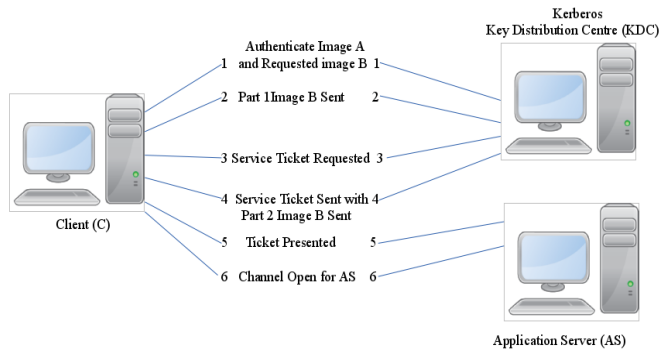 Kerberos
Key Distribution Centre (KDC)
Authenticate Image A
1 and Requested image B 1
2 Part 1Image B Sent 2
3 Service Ticket Requested 3
4 Service Ticket Sent with 4
Part 2 Image B Sent
Client (C)
5 Ticket Presented 5
6 Channel Open for AS 6
Application Server (AS)